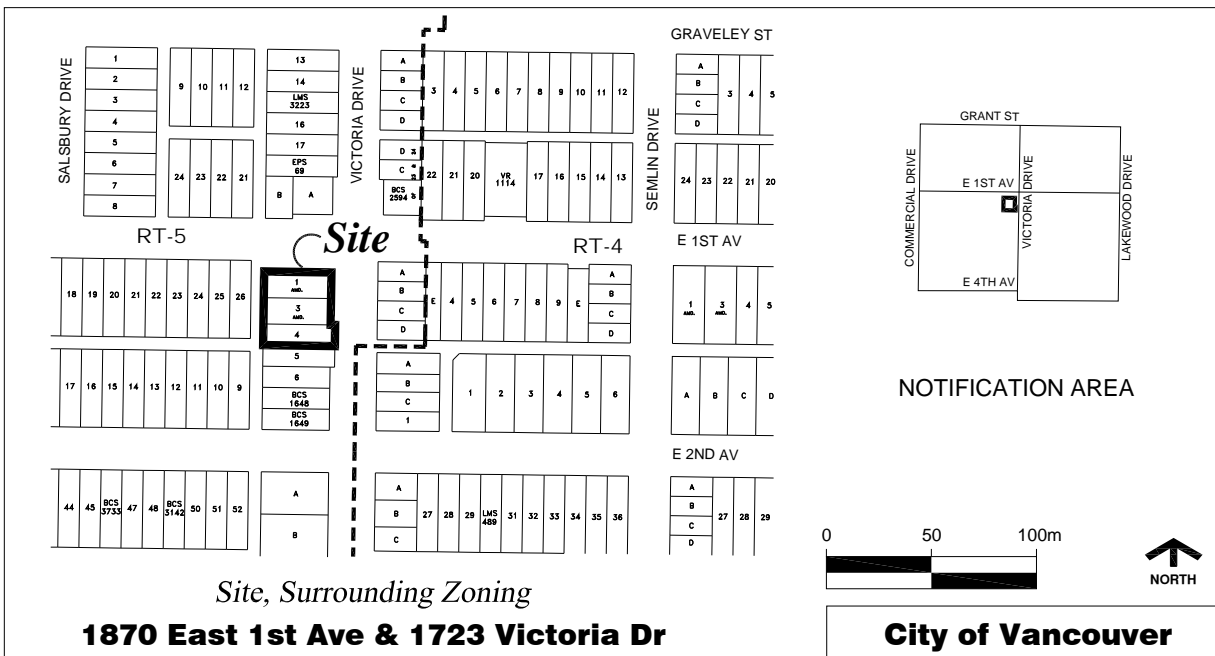 GRAVELEY ST
SALSBURY DRIVE
VICTORIA DRIVE
SEMLIN DRIVE
1
2
3
4
5
6
7
8
9 10 11 12
24 23 22 21
13
14
LMS
3223
16
17
EPS
69
B A
A
B
C
D
D
C
BCS
2594
3 4 5 6 7 8 9 10 11 12
22 21 20 VR
1114 17 16 15 14 13
A
B
C
D
3 4 5
24 23 22 21 20
RT-5
Site
RT-4
E 1ST AV
18 19 20 21 22 23 24 25 26
1
AMD.
3
AMD.
4
5
6
BCS
1648
BCS
1649
17 16 15 14 13 12 11 10 9
A
B
C
D
E 4 5 6 7 8 9 E
A
B
C
D
1
AMD.
3
AMD.
4 5
A
B
C
1
1 2 3 4 5 6
A B C D
E 2ND AV
44 45 BCS
3733 47 48 BCS
3142 50 51 52
A
B
A
B
C
27 28 29 LMS
489 31 32 33 34 35 36
A
B
C
D
27 28 29
Site, Surrounding Zoning
1870 East 1st Ave & 1723 Victoria Dr
GRANT ST
COMMERCIAL DRIVE
E 1ST AV
VICTORIA DRIVE
LAKEWOOD DRIVE
E 4TH AV
NOTIFICATION AREA
0 50 100m
NORTH
City of Vancouver